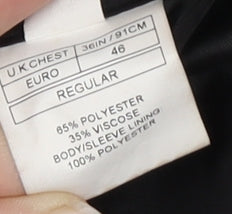 U.K CHEST 36IN / 91CM
EURO 46
REGULAR
65% POLYESTER
35% VISCOSE
BODY/SLEEVE LINING
100% POLYESTER